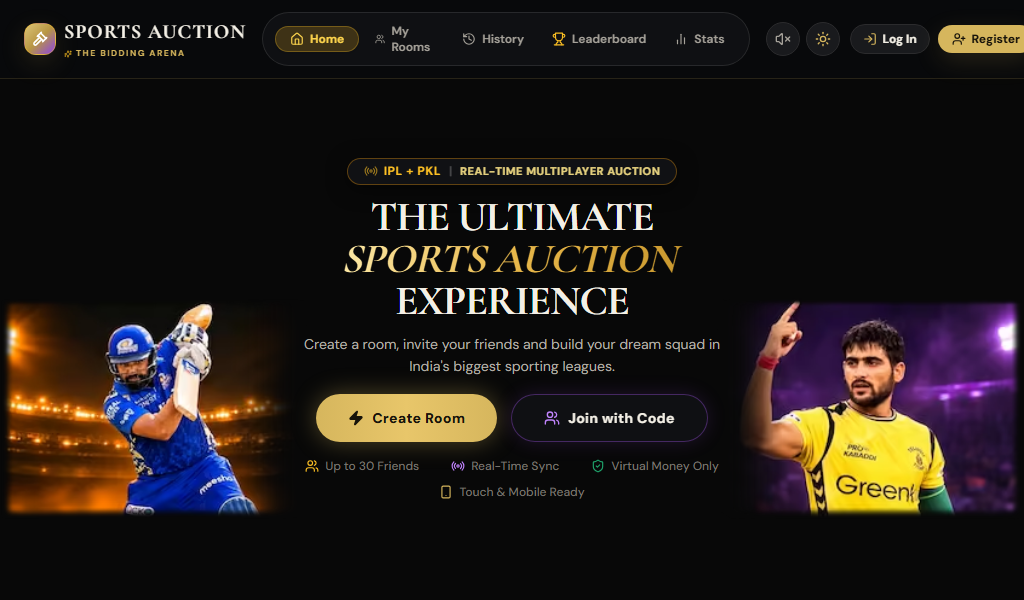 SPORTS AUCTION
THE BIDDING ARENA
Home
My
Rooms
History
Leaderboard
Stats
Log In
Register
IPL + PKL | REAL-TIME MULTIPLAYER AUCTION
THE ULTIMATE
SPORTS AUCTION
EXPERIENCE
Create a room, invite your friends and build your dream squad in
India's biggest sporting leagues.
Create Room
Join with Code
Up to 30 Friends
Real-Time Sync
Virtual Money Only
Touch & Mobile Ready
meesho
PRO
KABADDI
Green